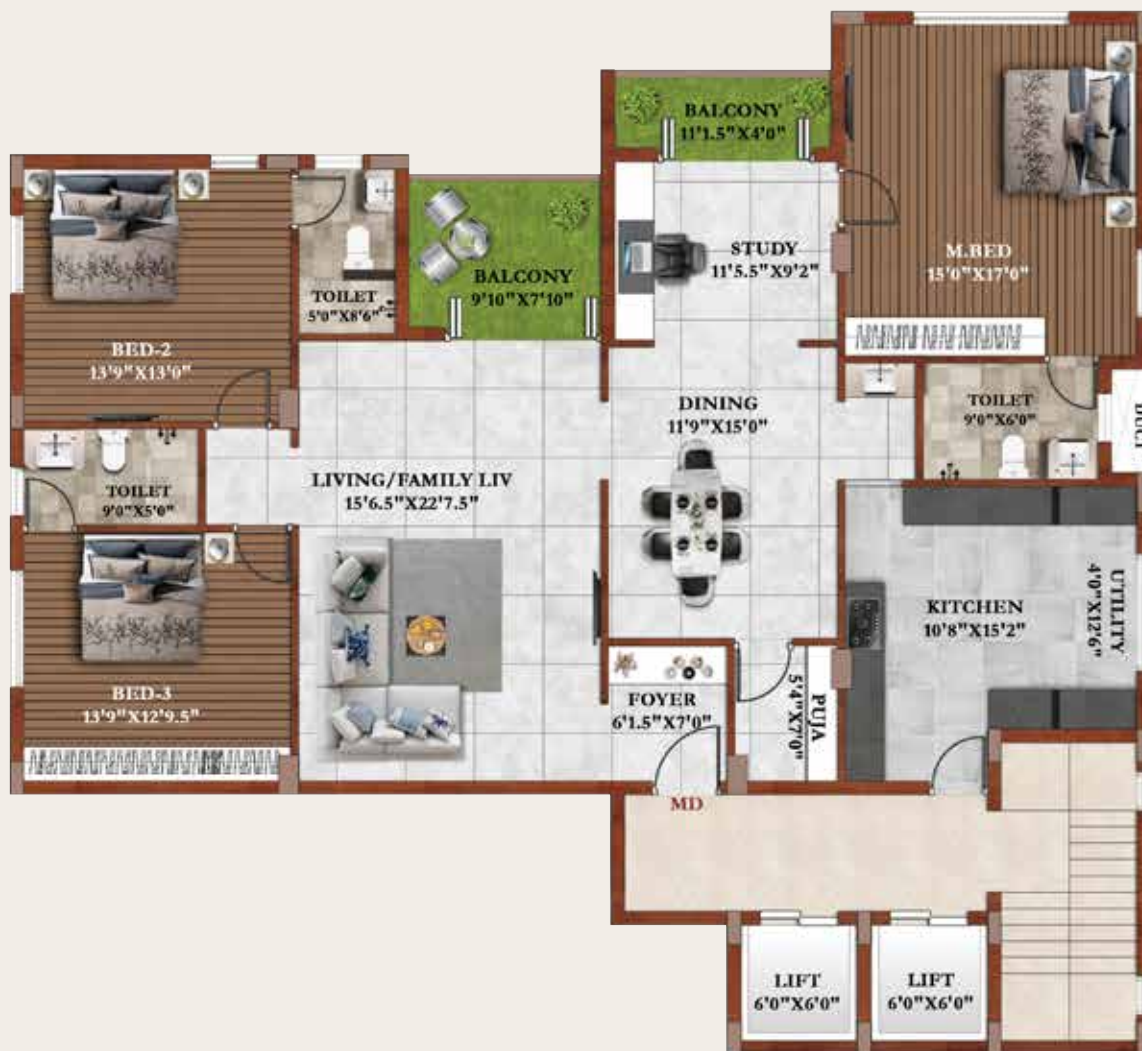 BALCONY
11'1.5"X4'0"
STUDY
11'5.5"X9'2"
M.BED
15'0"X17'0"
TOILET
5'0"X8'6"
BALCONY
9'10"X7'10"
BED-2
13'9"X13'0"
DINING
11'9"X15'0"
TOILET
9'0"X6'0"
DUCT
LIVING/FAMILY LIV
15'6.5"X22'7.5"
TOILET
9'0"X5'0"
KITCHEN
10'8"X15'2"
UTILITY
4'0"X12'6"
BED-3
13'9"X12'9.5"
FOYER
6'1.5"X7'0"
PUJA
5'4"X7'0"
MD
LIFT
6'0"X6'0"
LIFT
6'0"X6'0"